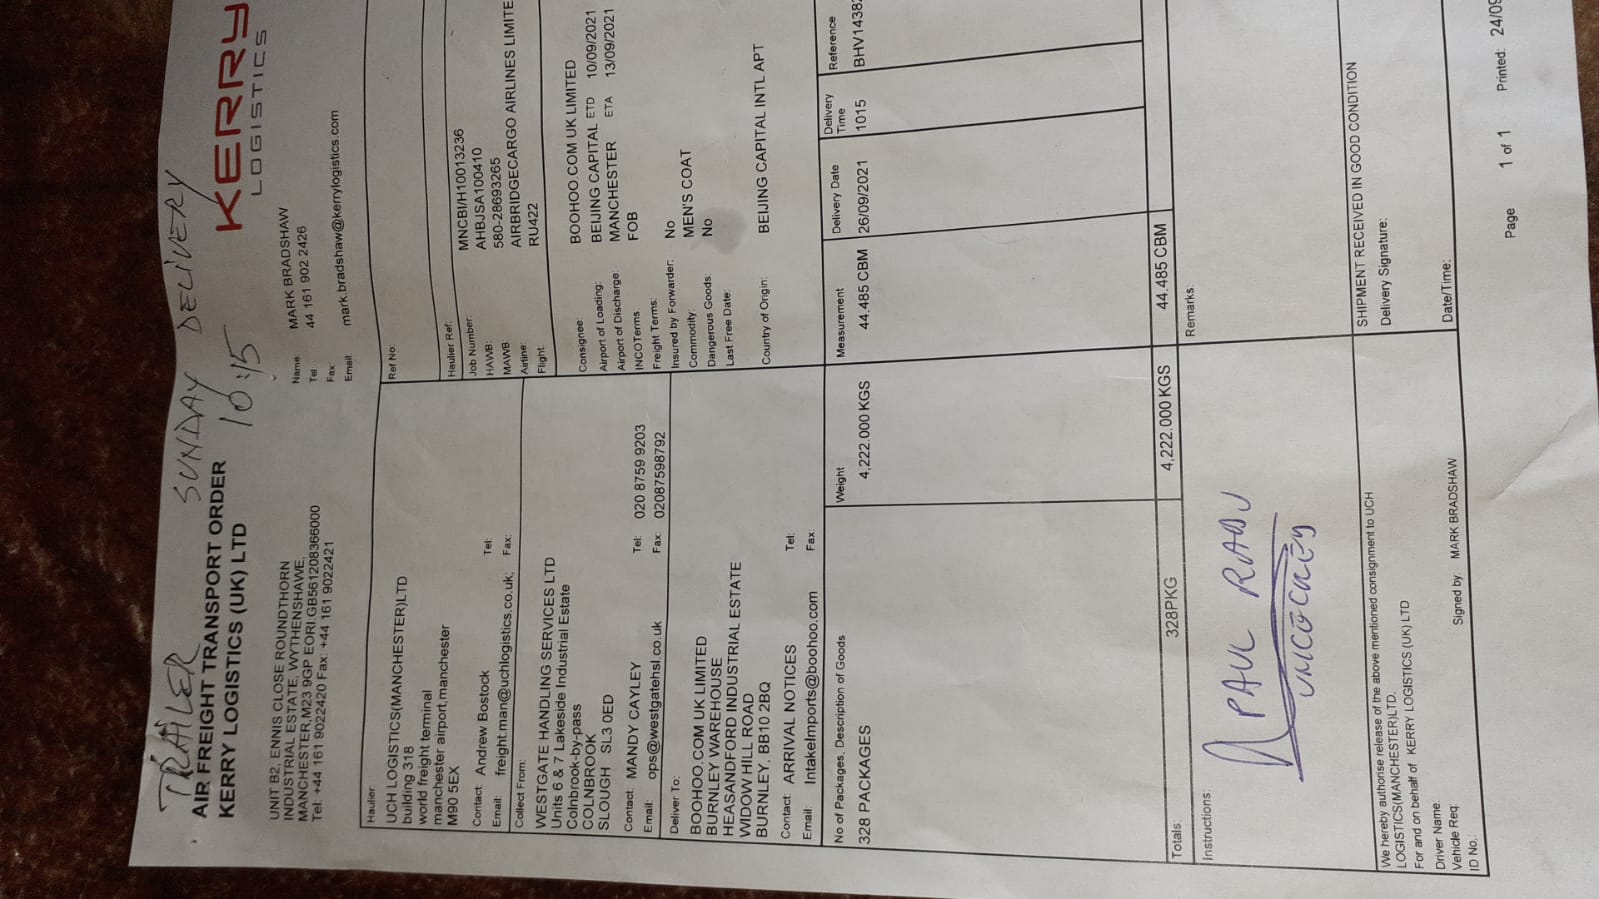 TRAILER SUNDAY DELIVERY
10:15
AIR FREIGHT TRANSPORT ORDER
KERRY LOGISTICS (UK) LTD
KERRY
LOGISTICS
UNIT B2, ENNIS CLOSE ROUNDTHORN
INDUSTRIAL ESTATE, WYTHENSHAWE,
MANCHESTER,M23 9GP EORI:GB561208366000
Tel: +44 161 9022420 Fax: +44 161 9022421
Name: MARK BRADSHAW
Tel: 44 161 902 2426
Fax:
Email: mark.bradshaw@kerrylogistics.com
Haulier:
UCH LOGISTICS(MANCHESTER)LTD
building 318
world freight terminal
manchester airport,manchester
M90 5EX
Contact: Andrew Bostock Tel:
Email: freight.man@uchlogistics.co.uk; Fax:
Ref No:
Haulier Ref:
Job Number: MNCBI/H10013236
HAWB: AHBJSA100410
MAWB: 580-28693265
Airline: AIRBRIDGECARGO AIRLINES LIMITE
Flight: RU422
Collect From:
WESTGATE HANDLING SERVICES LTD
Units 6 & 7 Lakeside Industrial Estate
Colnbrook-by-pass
COLNBROOK
SLOUGH SL3 0ED
Contact: MANDY CAYLEY Tel: 020 8759 9203
Email: ops@westgatehsl.co.uk Fax: 02087598792
Consignee: BOOHOO.COM UK LIMITED
Airport of Loading: BEIJING CAPITAL ETD 10/09/2021
Airport of Discharge: MANCHESTER ETA 13/09/2021
INCOTerms: FOB
Freight Terms:
Insured by Forwarder: No
Commodity: MEN'S COAT
Dangerous Goods: No
Last Free Date:
Country of Origin: BEIJING CAPITAL INTL APT
Deliver To:
BOOHOO.COM UK LIMITED
BURNLEY WAREHOUSE
HEASANDFORD INDUSTRIAL ESTATE
WIDOW HILL ROAD
BURNLEY, BB10 2BQ
Contact: ARRIVAL NOTICES Tel:
Email: IntakeImports@boohoo.com Fax:
No of Packages, Description of Goods Weight Measurement Delivery Date Delivery Time Reference
328 PACKAGES 4,222.000 KGS 44.485 CBM 26/09/2021 1015 BHV1438
Totals 328PKG 4,222.000 KGS 44.485 CBM
Instructions:
PAUL RADU
Remarks:
We hereby authorise release of the above mentioned consignment to UCH
LOGISTICS(MANCHESTER)LTD.
For and on behalf of KERRY LOGISTICS (UK) LTD
Driver Name:
Vehicle Req:
ID No.:
Signed by: MARK BRADSHAW
SHIPMENT RECEIVED IN GOOD CONDITION
Delivery Signature:
Date/Time:
Page 1 of 1 Printed: 24/09